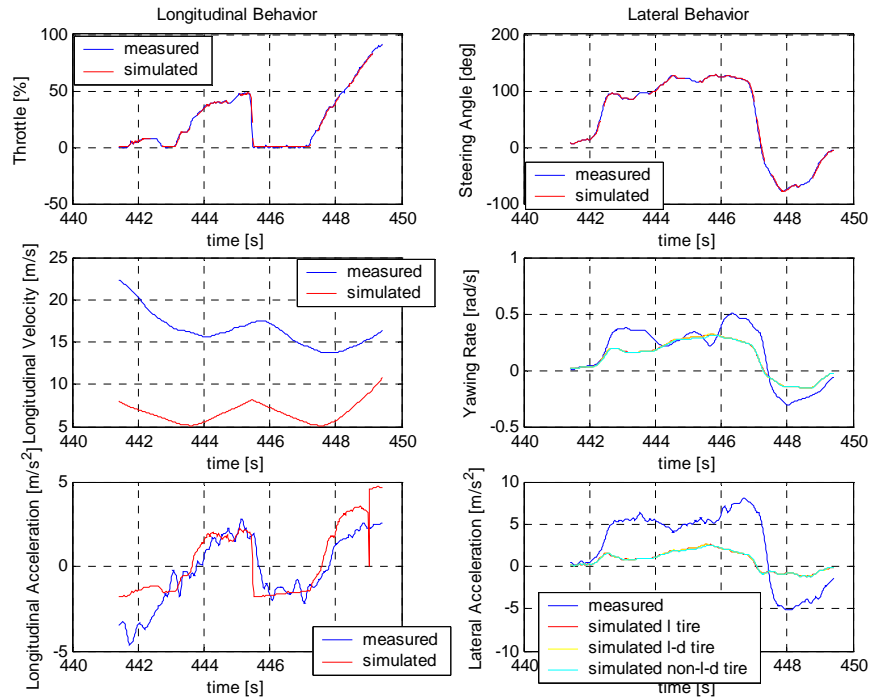 Longitudinal Behavior
100
50
0
-50
Throttle [%]
measured
simulated
440
442
444
446
448
450
time [s]
Lateral Behavior
200
100
0
-100
Steering Angle [deg]
measured
simulated
440
442
444
446
448
450
time [s]
25
20
15
10
5
Longitudinal Velocity [m/s]
measured
simulated
440
442
444
446
448
450
time [s]
1
0.5
0
-0.5
Yawing Rate [rad/s]
440
442
444
446
448
450
time [s]
5
0
-5
Longitudinal Acceleration [m/s²]
measured
simulated
440
442
444
446
448
450
time [s]
10
5
0
-5
-10
Lateral Acceleration [m/s²]
measured
simulated l tire
simulated l-d tire
simulated non-l-d tire
440
442
444
446
448
450
time [s]